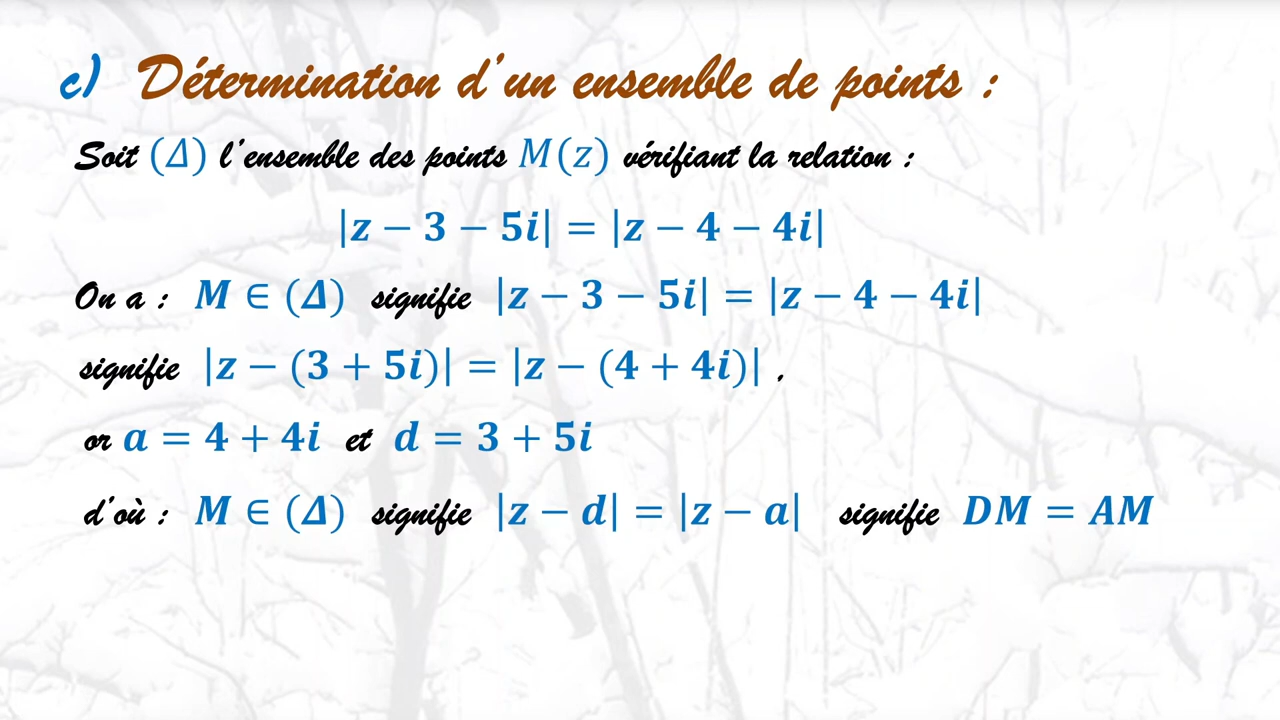 c) Détermination d'un ensemble de points :
Soit (Δ) l'ensemble des points M(z) vérifiant la relation :
|z − 3 − 5i| = |z − 4 − 4i|
On a : M ∈ (Δ) signifie |z − 3 − 5i| = |z − 4 − 4i|
signifie |z − (3 + 5i)| = |z − (4 + 4i)| ,
or a = 4 + 4i et d = 3 + 5i
d'où : M ∈ (Δ) signifie |z − d| = |z − a| signifie DM = AM